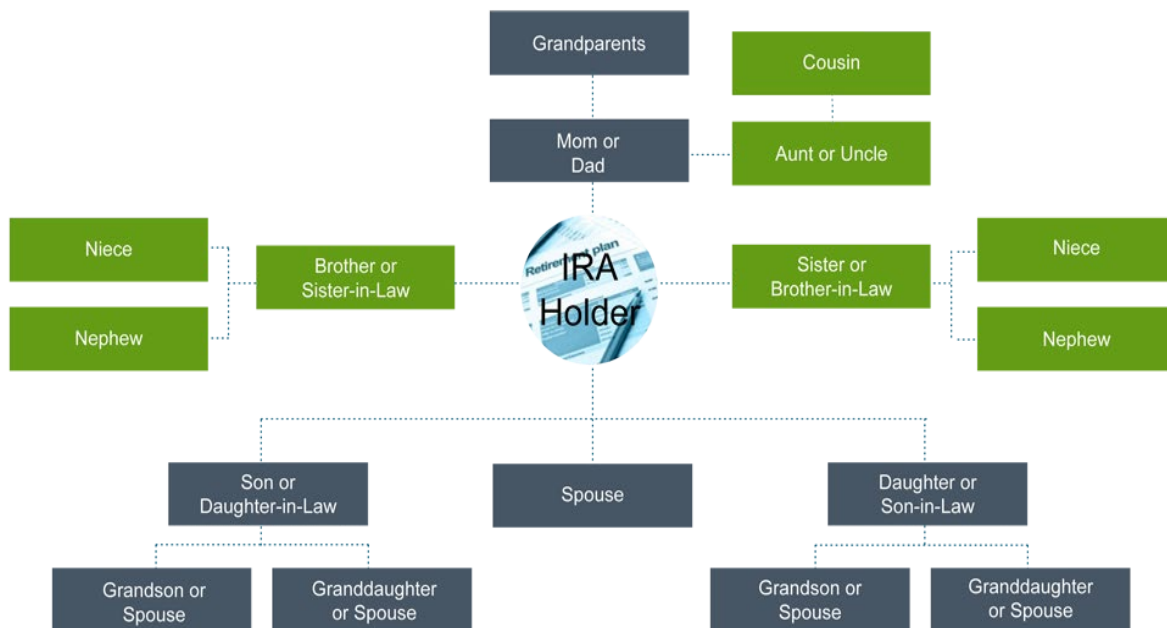 Grandparents
Cousin
Mom or
Dad
Aunt or Uncle
Niece
Brother or
Sister-in-Law
Retirement plan
IRA
Holder
Sister or
Brother-in-Law
Niece
Nephew
Nephew
Son or
Daughter-in-Law
Spouse
Daughter or
Son-in-Law
Grandson or
Spouse
Granddaughter
or Spouse
Grandson or
Spouse
Granddaughter
or Spouse